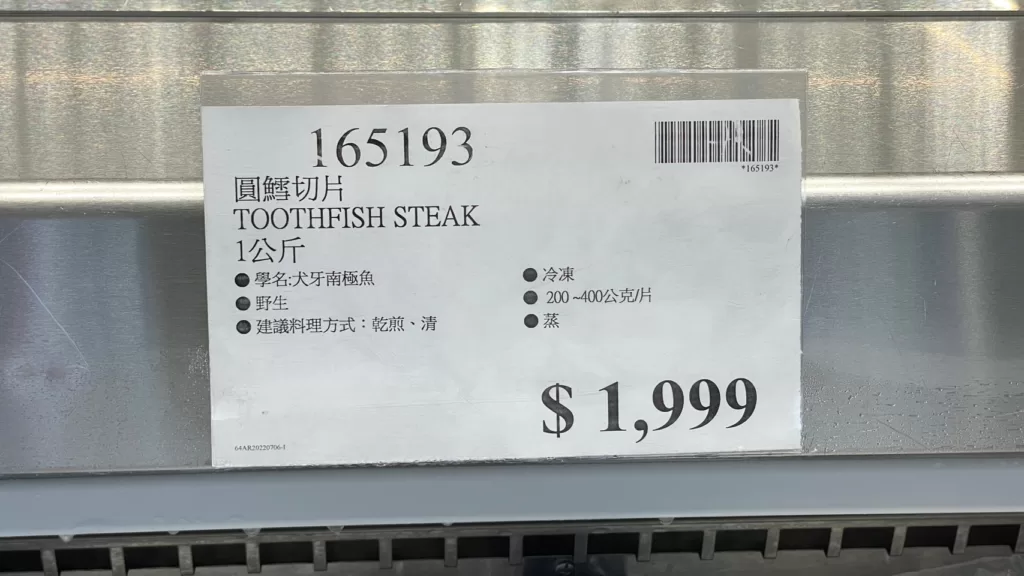 165193
*165193*
圓鱈切片
TOOTHFISH STEAK
1公斤
●學名:犬牙南極魚
●冷凍
●野生
●200~400公克/片
●建議料理方式：乾煎、清
●蒸
$ 1,999
64AR20220706-1